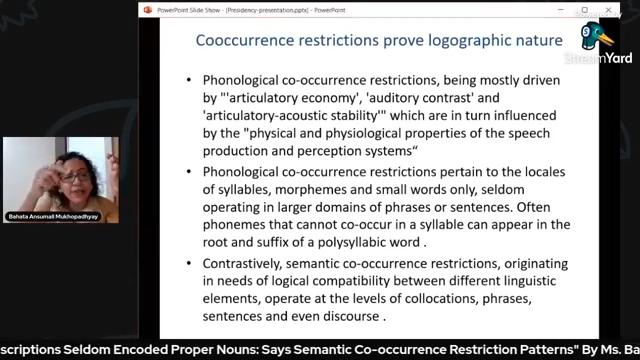 PowerPoint Slide Show - [Presidency-presentation.pptx] - PowerPoint
StreamYard
Cooccurrence restrictions prove logographic nature
• Phonological co-occurrence restrictions, being mostly driven
by "'articulatory economy', 'auditory contrast' and
'articulatory-acoustic stability'" which are in turn influenced
by the "physical and physiological properties of the speech
production and perception systems“
• Phonological co-occurrence restrictions pertain to the locales
of syllables, morphemes and small words only, seldom
operating in larger domains of phrases or sentences. Often
phonemes that cannot co-occur in a syllable can appear in the
root and suffix of a polysyllabic word .
• Contrastively, semantic co-occurrence restrictions, originating
in needs of logical compatibility between different linguistic
elements, operate at the levels of collocations, phrases,
sentences and even discourse .
Bahata Ansumali Mukhopadhyay
scriptions Seldom Encoded Proper Nouns: Says Semantic Co-occurrence Restriction Patterns" By Ms. Ba